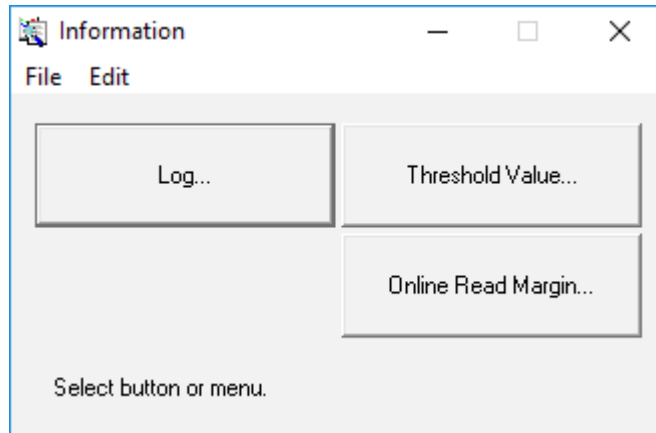 Information
File Edit
Log... Threshold Value...
Online Read Margin...
Select button or menu.